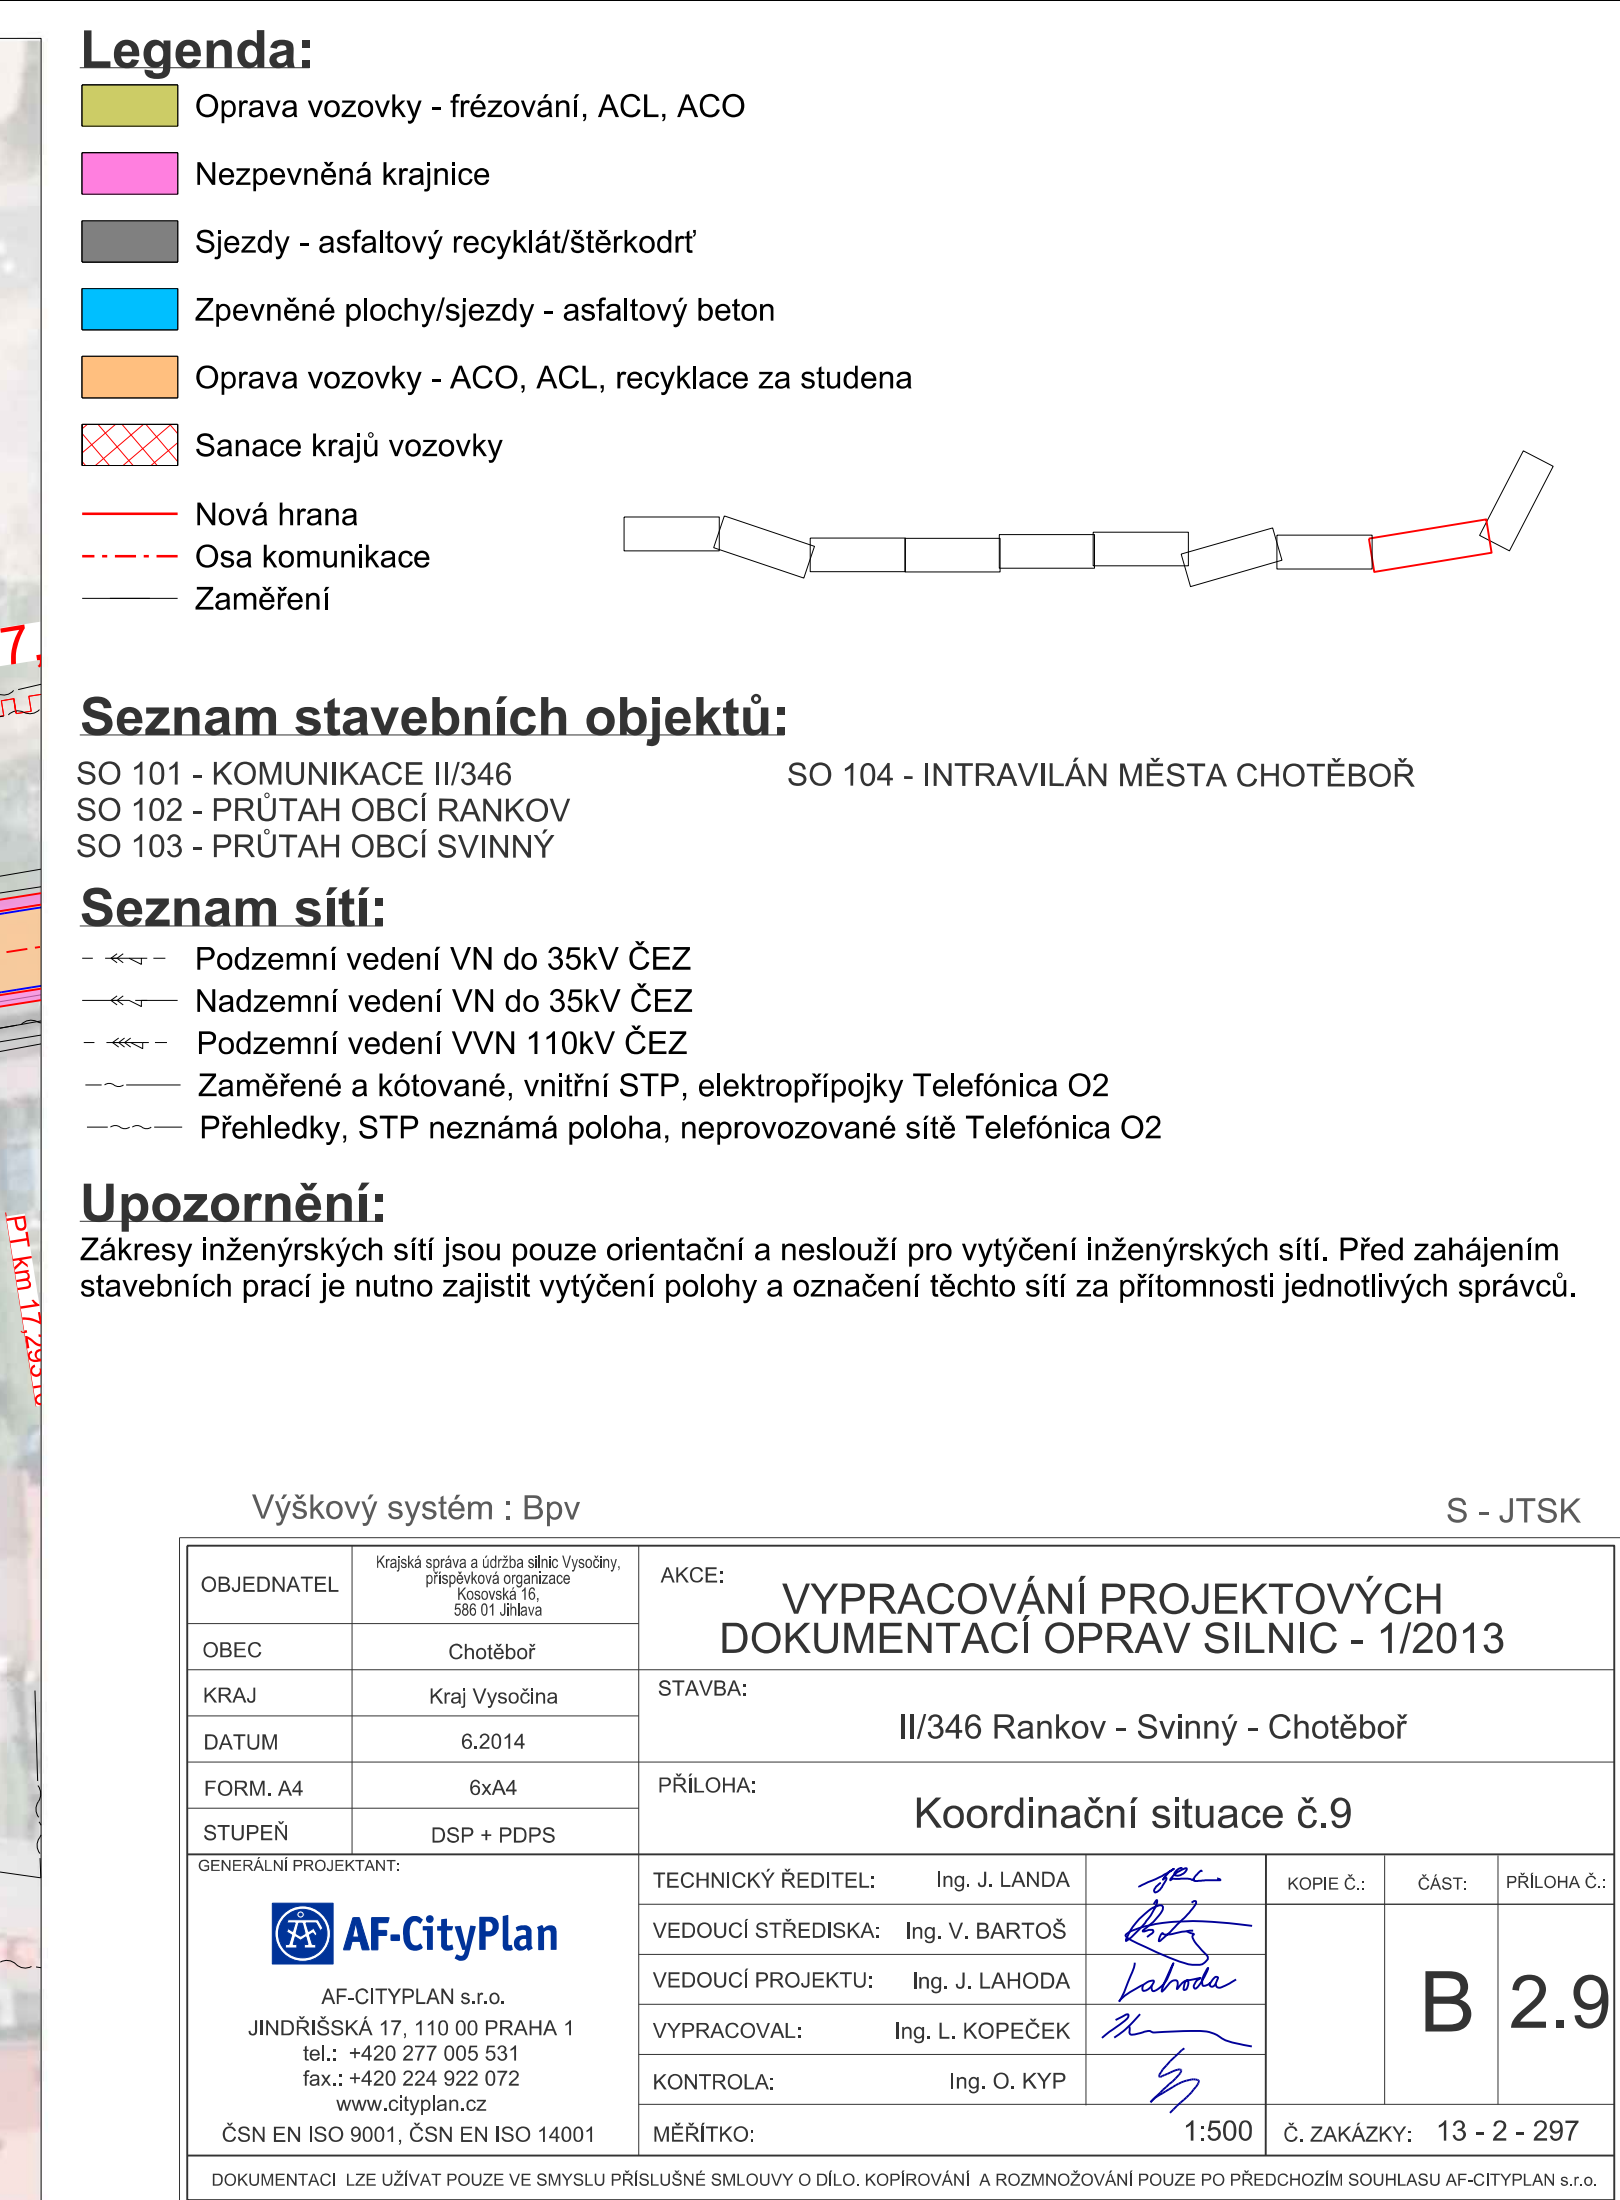 Legenda:
Oprava vozovky - frézování, ACL, ACO
Nezpevněná krajnice
Sjezdy - asfaltový recyklát/štěrkodrť
Zpevněné plochy/sjezdy - asfaltový beton
Oprava vozovky - ACO, ACL, recyklace za studena
Sanace krajů vozovky
Nová hrana
Osa komunikace
Zaměření
Seznam stavebních objektů:
SO 101 - KOMUNIKACE II/346
SO 102 - PRŮTAH OBCÍ RANKOV
SO 103 - PRŮTAH OBCÍ SVINNÝ
SO 104 - INTRAVILÁN MĚSTA CHOTĚBOŘ
Seznam sítí:
Podzemní vedení VN do 35kV ČEZ
Nadzemní vedení VN do 35kV ČEZ
Podzemní vedení VVN 110kV ČEZ
Zaměřené a kótované, vnitřní STP, elektropřípojky Telefónica O2
Přehledky, STP neznámá poloha, neprovozované sítě Telefónica O2
Upozornění:
Zákresy inženýrských sítí jsou pouze orientační a neslouží pro vytýčení inženýrských sítí. Před zahájením
stavebních prací je nutno zajistit vytýčení polohy a označení těchto sítí za přítomnosti jednotlivých správců.
PT km 17,293
Výškový systém : Bpv
S - JTSK
OBJEDNATEL
Krajská správa a údržba silnic Vysočiny,
příspěvková organizace
Kosovská 16,
586 01 Jihlava
OBEC
Chotěboř
KRAJ
Kraj Vysočina
DATUM
6.2014
FORM. A4
6xA4
STUPEŇ
DSP + PDPS
AKCE:
VYPRACOVÁNÍ PROJEKTOVÝCH
DOKUMENTACÍ OPRAV SILNIC - 1/2013
STAVBA:
II/346 Rankov - Svinný - Chotěboř
PŘÍLOHA:
Koordinační situace č.9
GENERÁLNÍ PROJEKTANT:
AF-CityPlan
AF-CITYPLAN s.r.o.
JINDŘIŠSKÁ 17, 110 00 PRAHA 1
tel.: +420 277 005 531
fax.: +420 224 922 072
www.cityplan.cz
ČSN EN ISO 9001, ČSN EN ISO 14001
TECHNICKÝ ŘEDITEL: Ing. J. LANDA
VEDOUCÍ STŘEDISKA: Ing. V. BARTOŠ
VEDOUCÍ PROJEKTU: Ing. J. LAHODA Lahoda
VYPRACOVAL: Ing. L. KOPEČEK
KONTROLA: Ing. O. KYP
MĚŘÍTKO: 1:500
KOPIE Č.:
ČÁST:
PŘÍLOHA Č.:
B
2.9
Č. ZAKÁZKY: 13 - 2 - 297
DOKUMENTACI LZE UŽÍVAT POUZE VE SMYSLU PŘÍSLUŠNÉ SMLOUVY O DÍLO. KOPÍROVÁNÍ A ROZMNOŽOVÁNÍ POUZE PO PŘEDCHOZÍM SOUHLASU AF-CITYPLAN s.r.o.